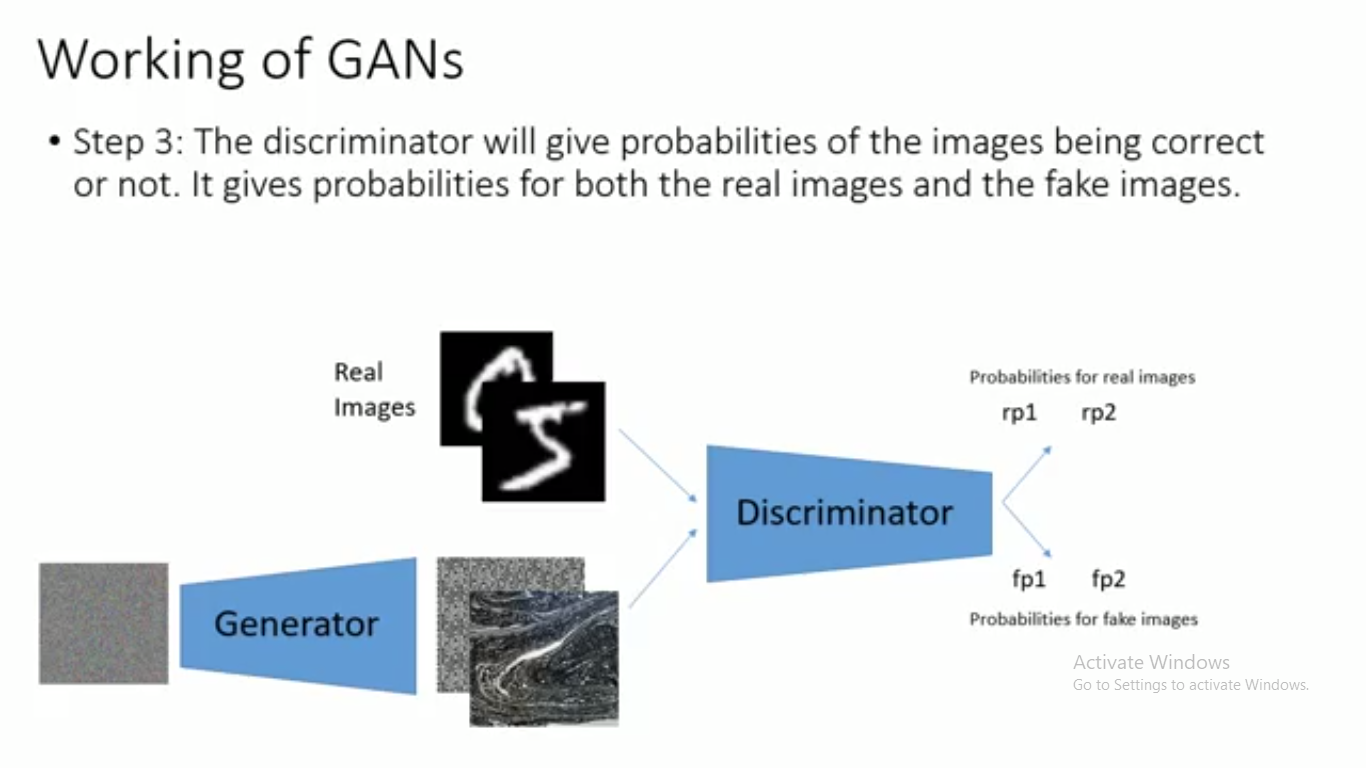 Working of GANs
• Step 3: The discriminator will give probabilities of the images being correct
or not. It gives probabilities for both the real images and the fake images.
Real
Images
Probabilities for real images
rp1 rp2
Discriminator
Generator
fp1 fp2
Probabilities for fake images
Activate Windows
Go to Settings to activate Windows.